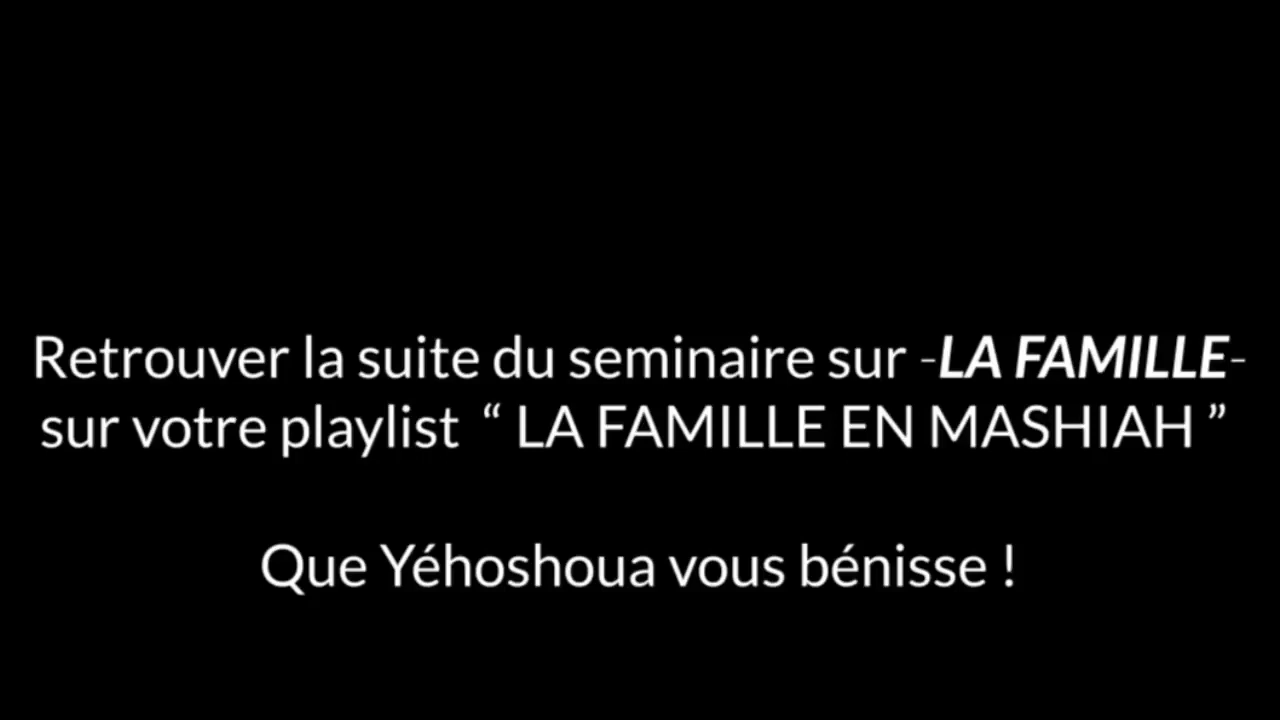 Retrouver la suite du seminaire sur -LA FAMILLE-
sur votre playlist “ LA FAMILLE EN MASHIAH ”
Que Yéhoshoua vous bénisse !